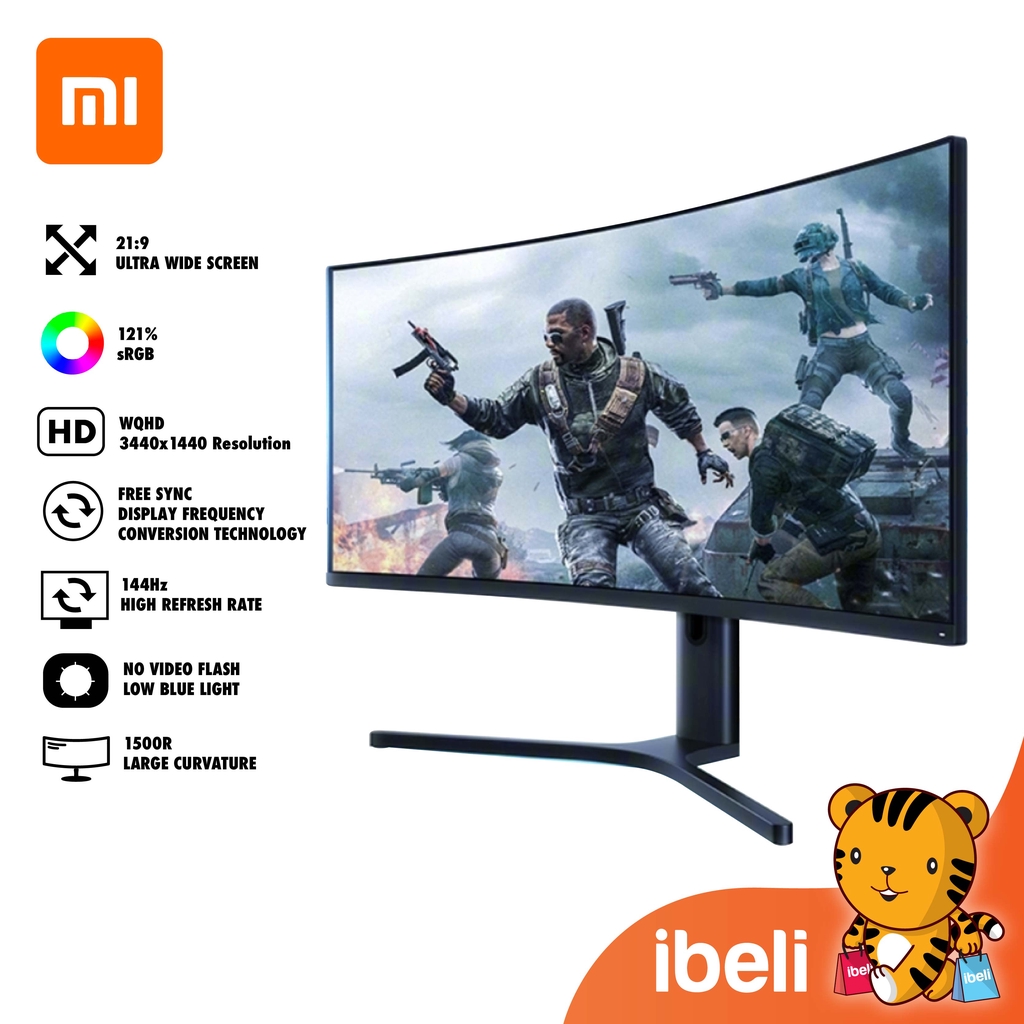 mi
21:9
ULTRA WIDE SCREEN
121%
sRGB
HD
WQHD
3440x1440 Resolution
FREE SYNC
DISPLAY FREQUENCY
CONVERSION TECHNOLOGY
144Hz
HIGH REFRESH RATE
NO VIDEO FLASH
LOW BLUE LIGHT
1500R
LARGE CURVATURE
ibeli
ibeli
ibeli